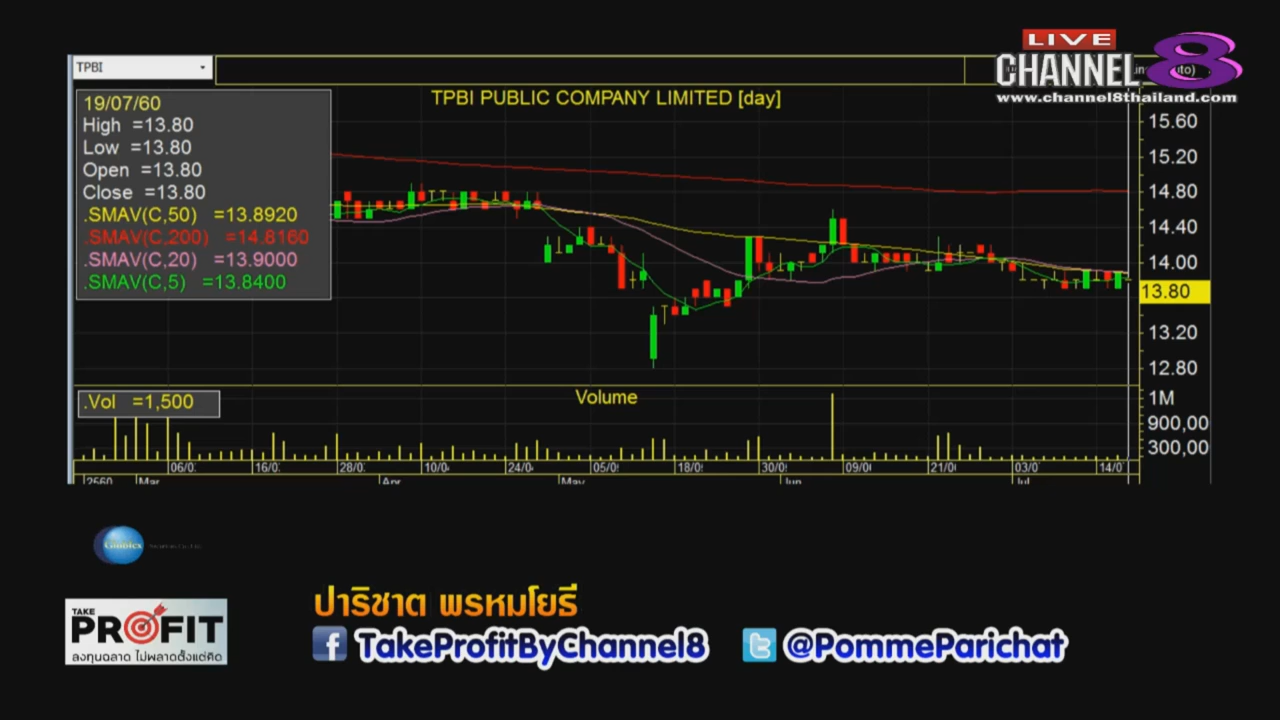 LIVE
CHANNEL 8
www.channel8thailand.com
TPBI
TPBI PUBLIC COMPANY LIMITED [day]
19/07/60
High =13.80
Low =13.80
Open =13.80
Close =13.80
.SMAV(C,50) =13.8920
.SMAV(C,200) =14.8160
.SMAV(C,20) =13.9000
.SMAV(C,5) =13.8400
15.60
15.20
14.80
14.40
14.00
13.80
13.20
12.80
.Vol =1,500
Volume
1M
900,00
300,00
06/0 16/0 28/0 10/0 24/0 05/0 18/0 30/0 09/0 21/0 03/0 14/0
2560 Mar Apr May Jun Jul
Gnosics
TAKE
PROFIT
ลงทุนฉลาด ไม่พลาดตั้งแต่คิด
ปาริชาต พรหมโยธี
TakeProfitByChannel8
@PommeParichat